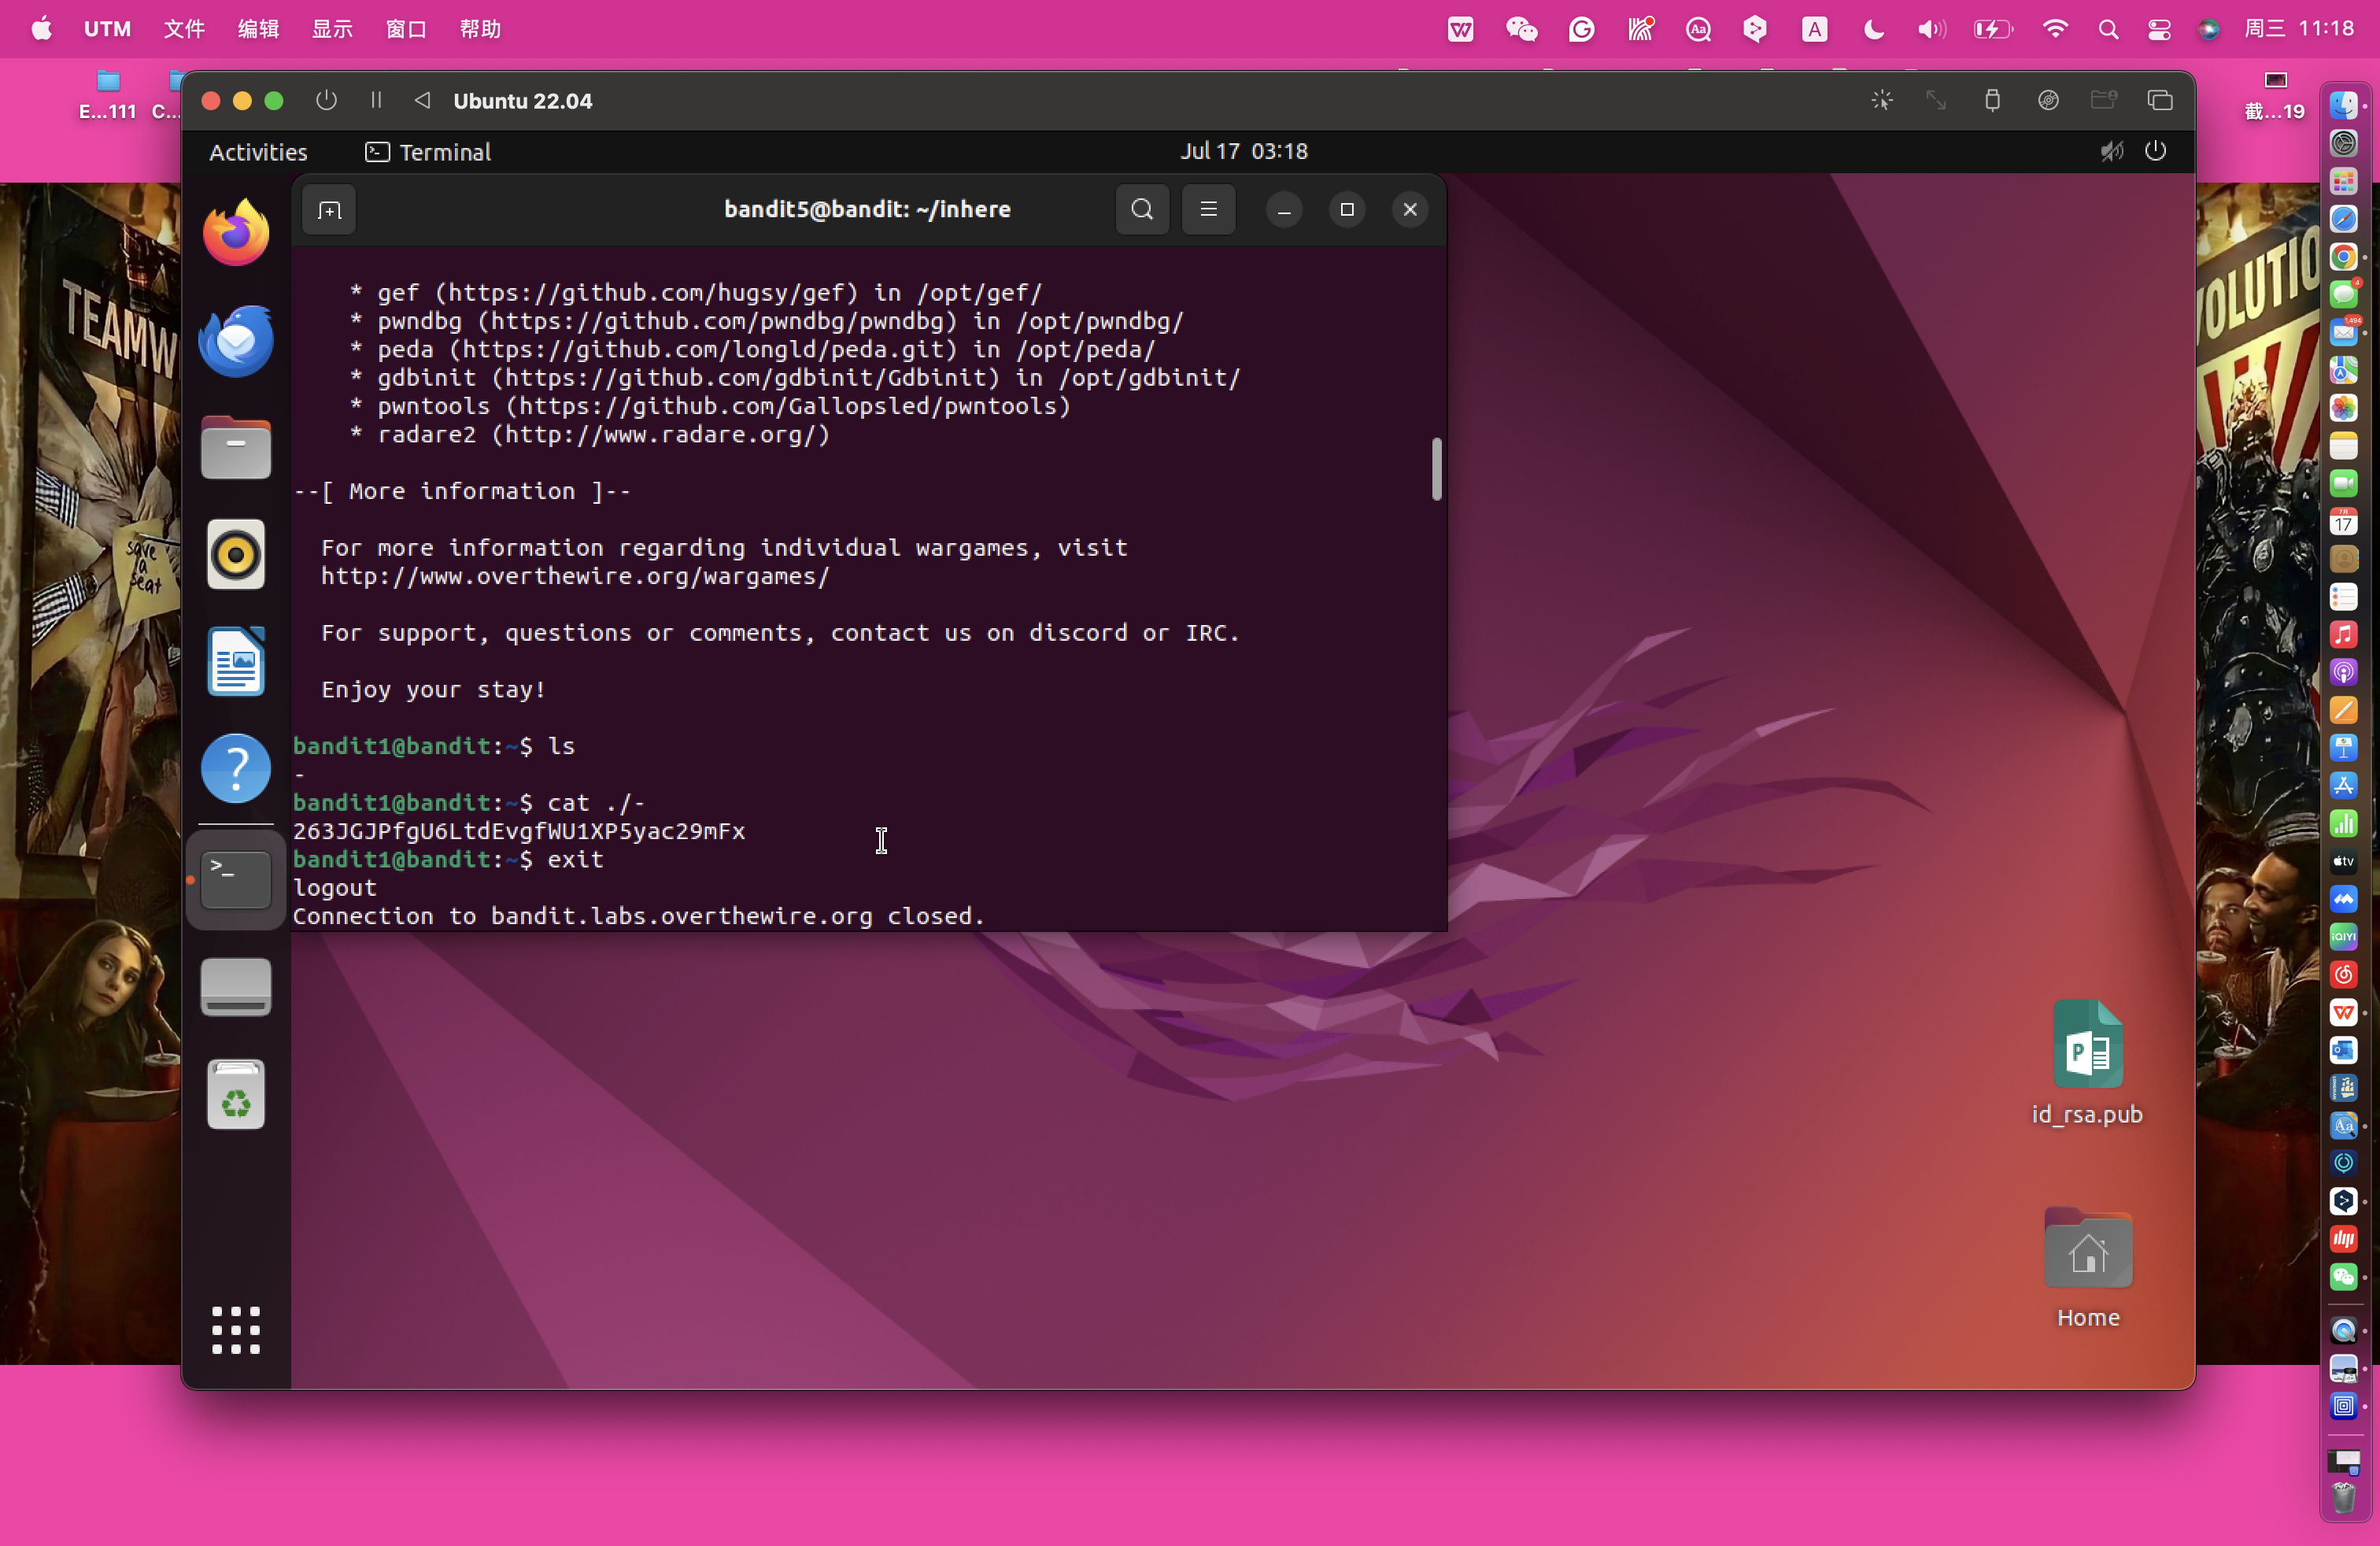 UTM 文件 编辑 显示 窗口 帮助
周三 11:18
E...111 C...
截...19
Ubuntu 22.04
Activities Terminal Jul 17 03:18
bandit5@bandit: ~/inhere
* gef (https://github.com/hugsy/gef) in /opt/gef/
* pwndbg (https://github.com/pwndbg/pwndbg) in /opt/pwndbg/
* peda (https://github.com/longld/peda.git) in /opt/peda/
* gdbinit (https://github.com/gdbinit/Gdbinit) in /opt/gdbinit/
* pwntools (https://github.com/Gallopsled/pwntools)
* radare2 (http://www.radare.org/)
--[ More information ]--
For more information regarding individual wargames, visit
http://www.overthewire.org/wargames/
For support, questions or comments, contact us on discord or IRC.
Enjoy your stay!
bandit1@bandit:~$ ls
-
bandit1@bandit:~$ cat ./-
263JGJPfgU6LtdEvgfWU1XP5yac29mFx
bandit1@bandit:~$ exit
logout
Connection to bandit.labs.overthewire.org closed.
id_rsa.pub
Home
TEAMW
save a seat
VOLUTIO
17
tv
iQIYI